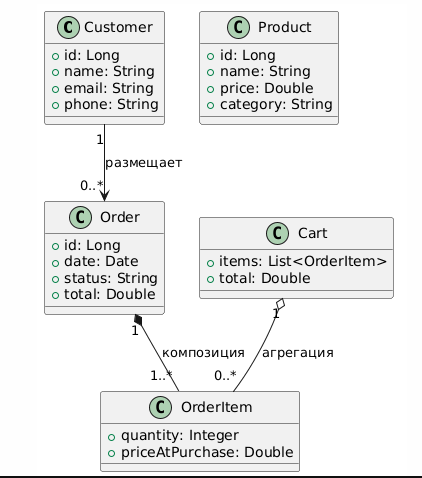 C Customer
id: Long
name: String
email: String
phone: String
C Product
id: Long
name: String
price: Double
category: String
1
размещает
0..*
C Order
id: Long
date: Date
status: String
total: Double
C Cart
items: List<OrderItem>
total: Double
1
1
композиция
агрегация
1..*
0..*
C OrderItem
quantity: Integer
priceAtPurchase: Double